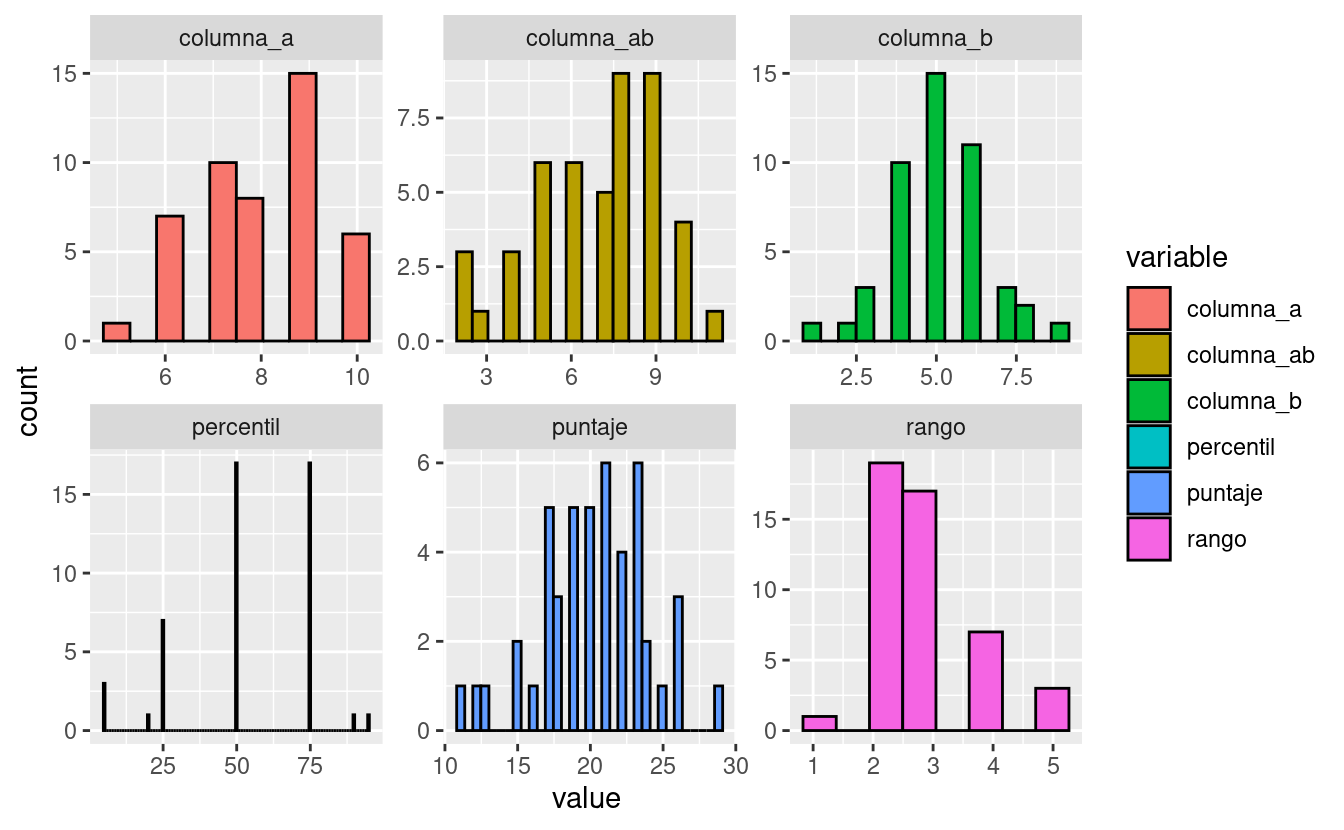 columna_a
columna_ab
columna_b
15
10
5
0
6 8 10
7.5
5.0
2.5
0.0
3 6 9
15
10
5
0
2.5 5.0 7.5
percentil
puntaje
rango
15
10
5
0
25 50 75
6
4
2
0
10 15 20 25 30
15
10
5
0
1 2 3 4 5
count
value
variable
columna_a
columna_ab
columna_b
percentil
puntaje
rango